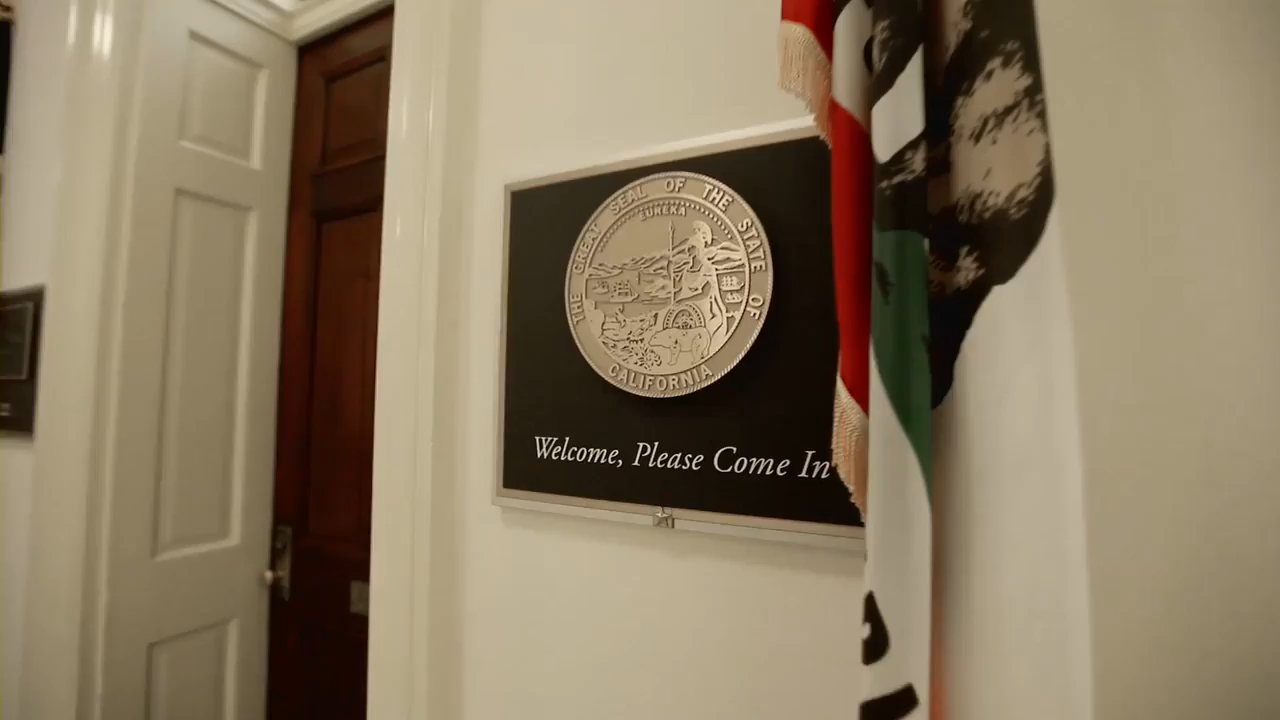 THE GREAT SEAL OF THE STATE OF
EUREKA
CALIFORNIA
Welcome, Please Come In